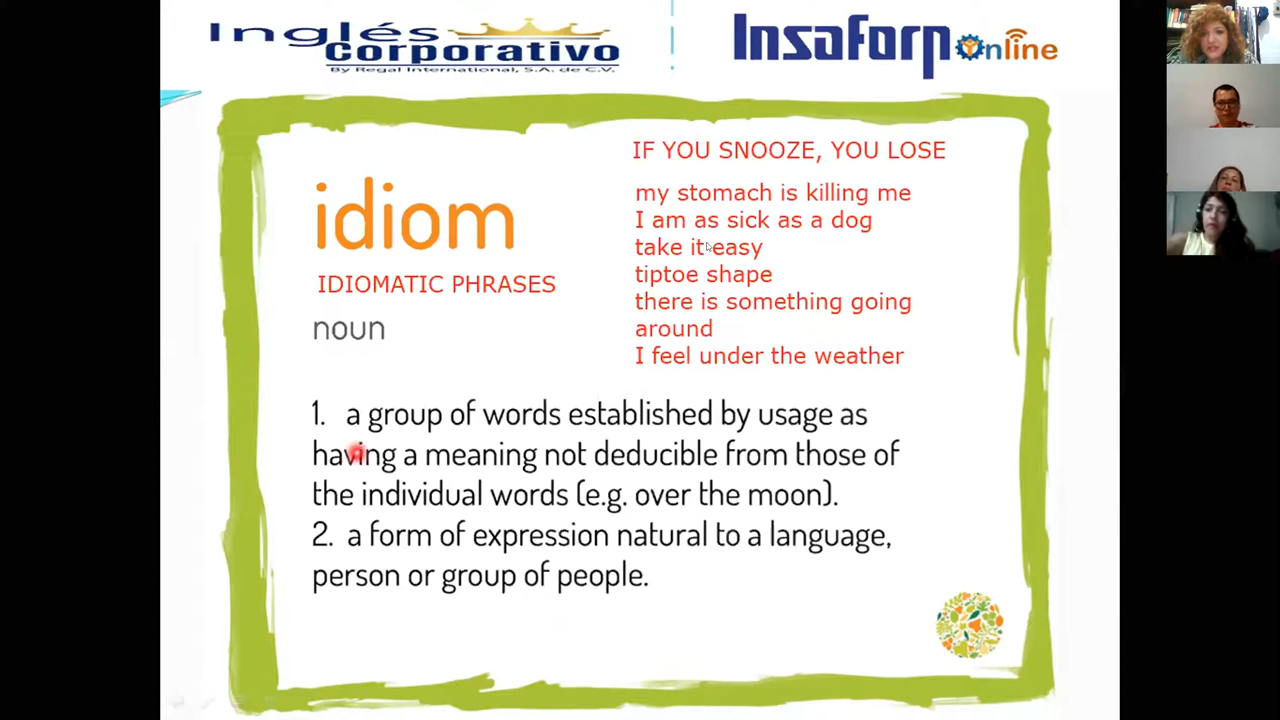 Inglés
Corporativo
By Regal International, S.A. de C.V.
Insaforp Online
IF YOU SNOOZE, YOU LOSE
idiom
IDIOMATIC PHRASES
noun
my stomach is killing me
I am as sick as a dog
take it easy
tiptoe shape
there is something going
around
I feel under the weather
1. a group of words established by usage as
having a meaning not deducible from those of
the individual words (e.g. over the moon).
2. a form of expression natural to a language,
person or group of people.